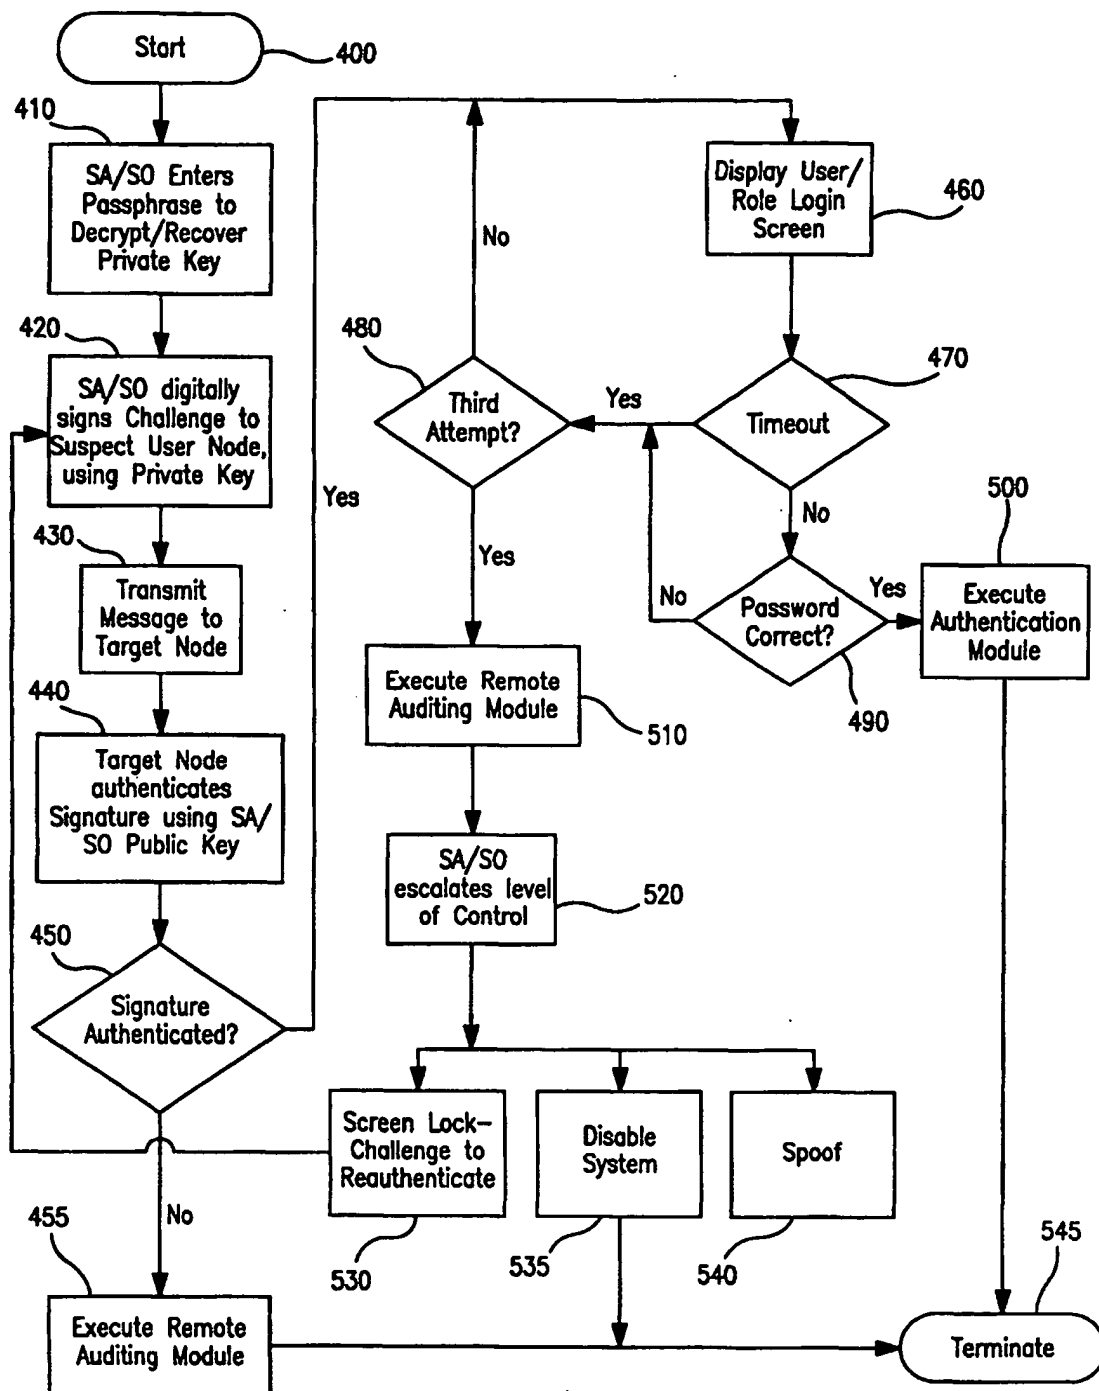 Start
400
410
SA/SO Enters
Passphrase to
Decrypt/Recover
Private Key
420
SA/SO digitally
signs Challenge to
Suspect User Node,
using Private Key
430
Transmit
Message to
Target Node
440
Target Node
authenticates
Signature using SA/
SO Public Key
450
Signature
Authenticated?
Yes
No
455
Execute Remote
Auditing Module
Display User/
Role Login
Screen
460
470
Timeout
Yes
No
480
Third
Attempt?
No
Yes
Password
Correct?
490
No
Yes
500
Execute
Authentication
Module
Execute Remote
Auditing Module
510
SA/SO
escalates level
of Control
520
Screen Lock–
Challenge to
Reauthenticate
530
Disable
System
535
Spoof
540
545
Terminate